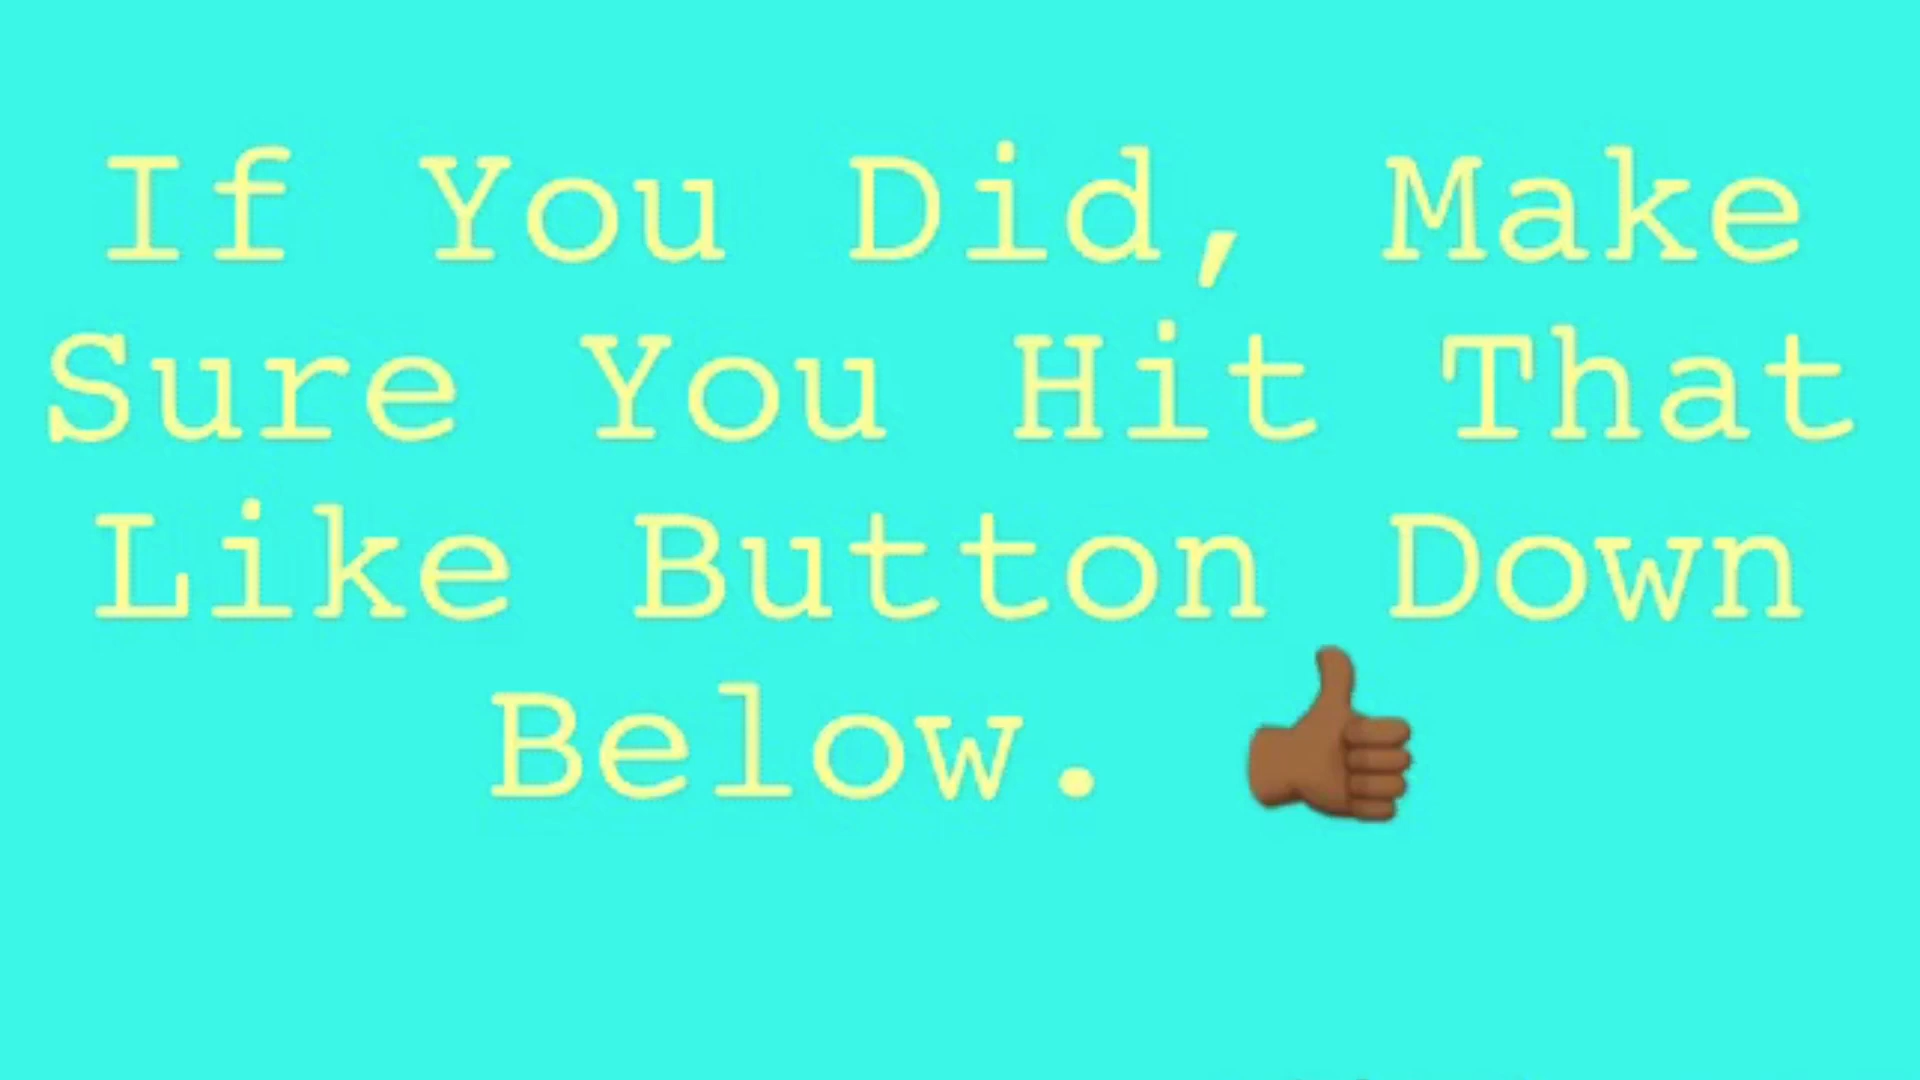 If You Did, Make
Sure You Hit That
Like Button Down
Below. 👍🏾